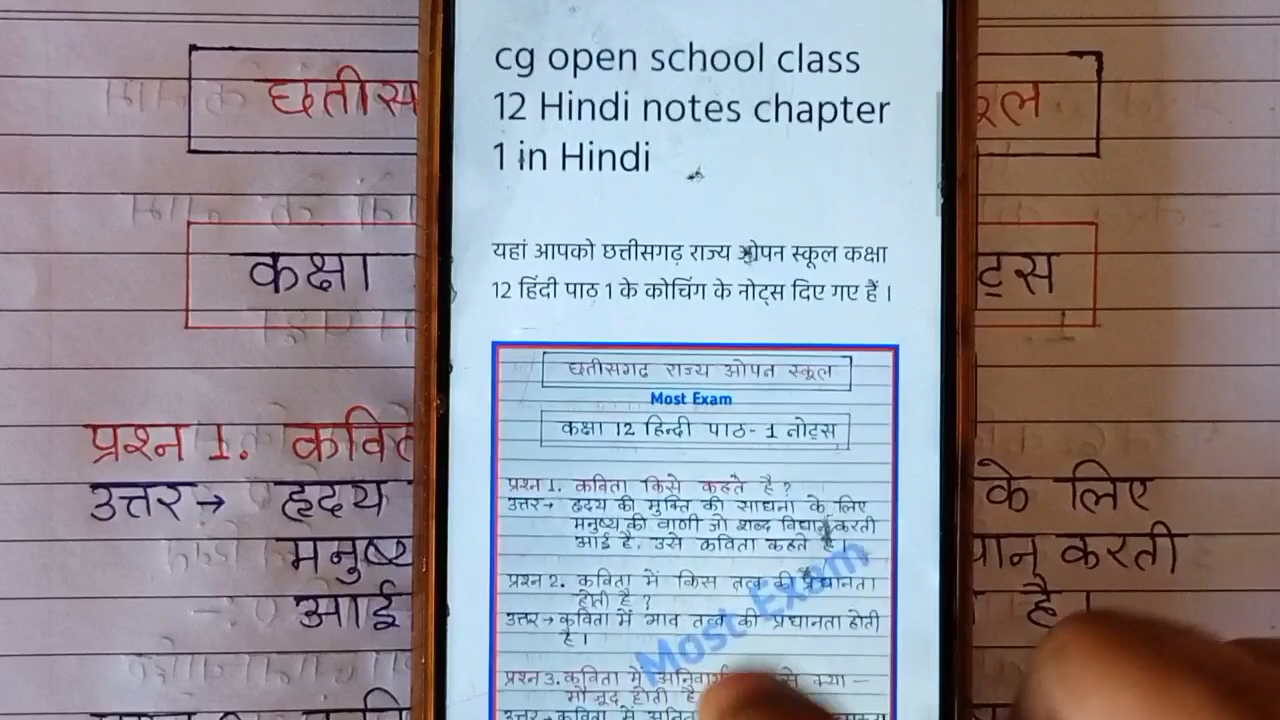 cg open school class
12 Hindi notes chapter
1 in Hindi
यहां आपको छत्तीसगढ़ राज्य ओपन स्कूल कक्षा
12 हिंदी पाठ 1 के कोचिंग के नोट्स दिए गए हैं ।
छतीसगढ राज्य ओपन स्कूल
Most Exam
कक्षा 12 हिन्दी पाठ- 1 नोट्स
प्रश्न 1. कविता किसे कहते है ?
उत्तर→ हृदय की मुक्ति की साधना के लिए
मनुष्य की वाणी जो शब्द विधान करती
आई है, उसे कविता कहते है ।
प्रश्न 2. कविता में किस तत्व की प्रधानता
होती है ?
उत्तर→ कविता में भाव तत्व की प्रधानता होती
है ।
Most Exam
प्रश्न 3. कविता में क्या –
मौजूद होती है
उत्तर→ कविता में
छतीस
कक्षा ट्स
प्रश्न 1.
उत्तर→ हृदय के लिए
करती
आई है ।